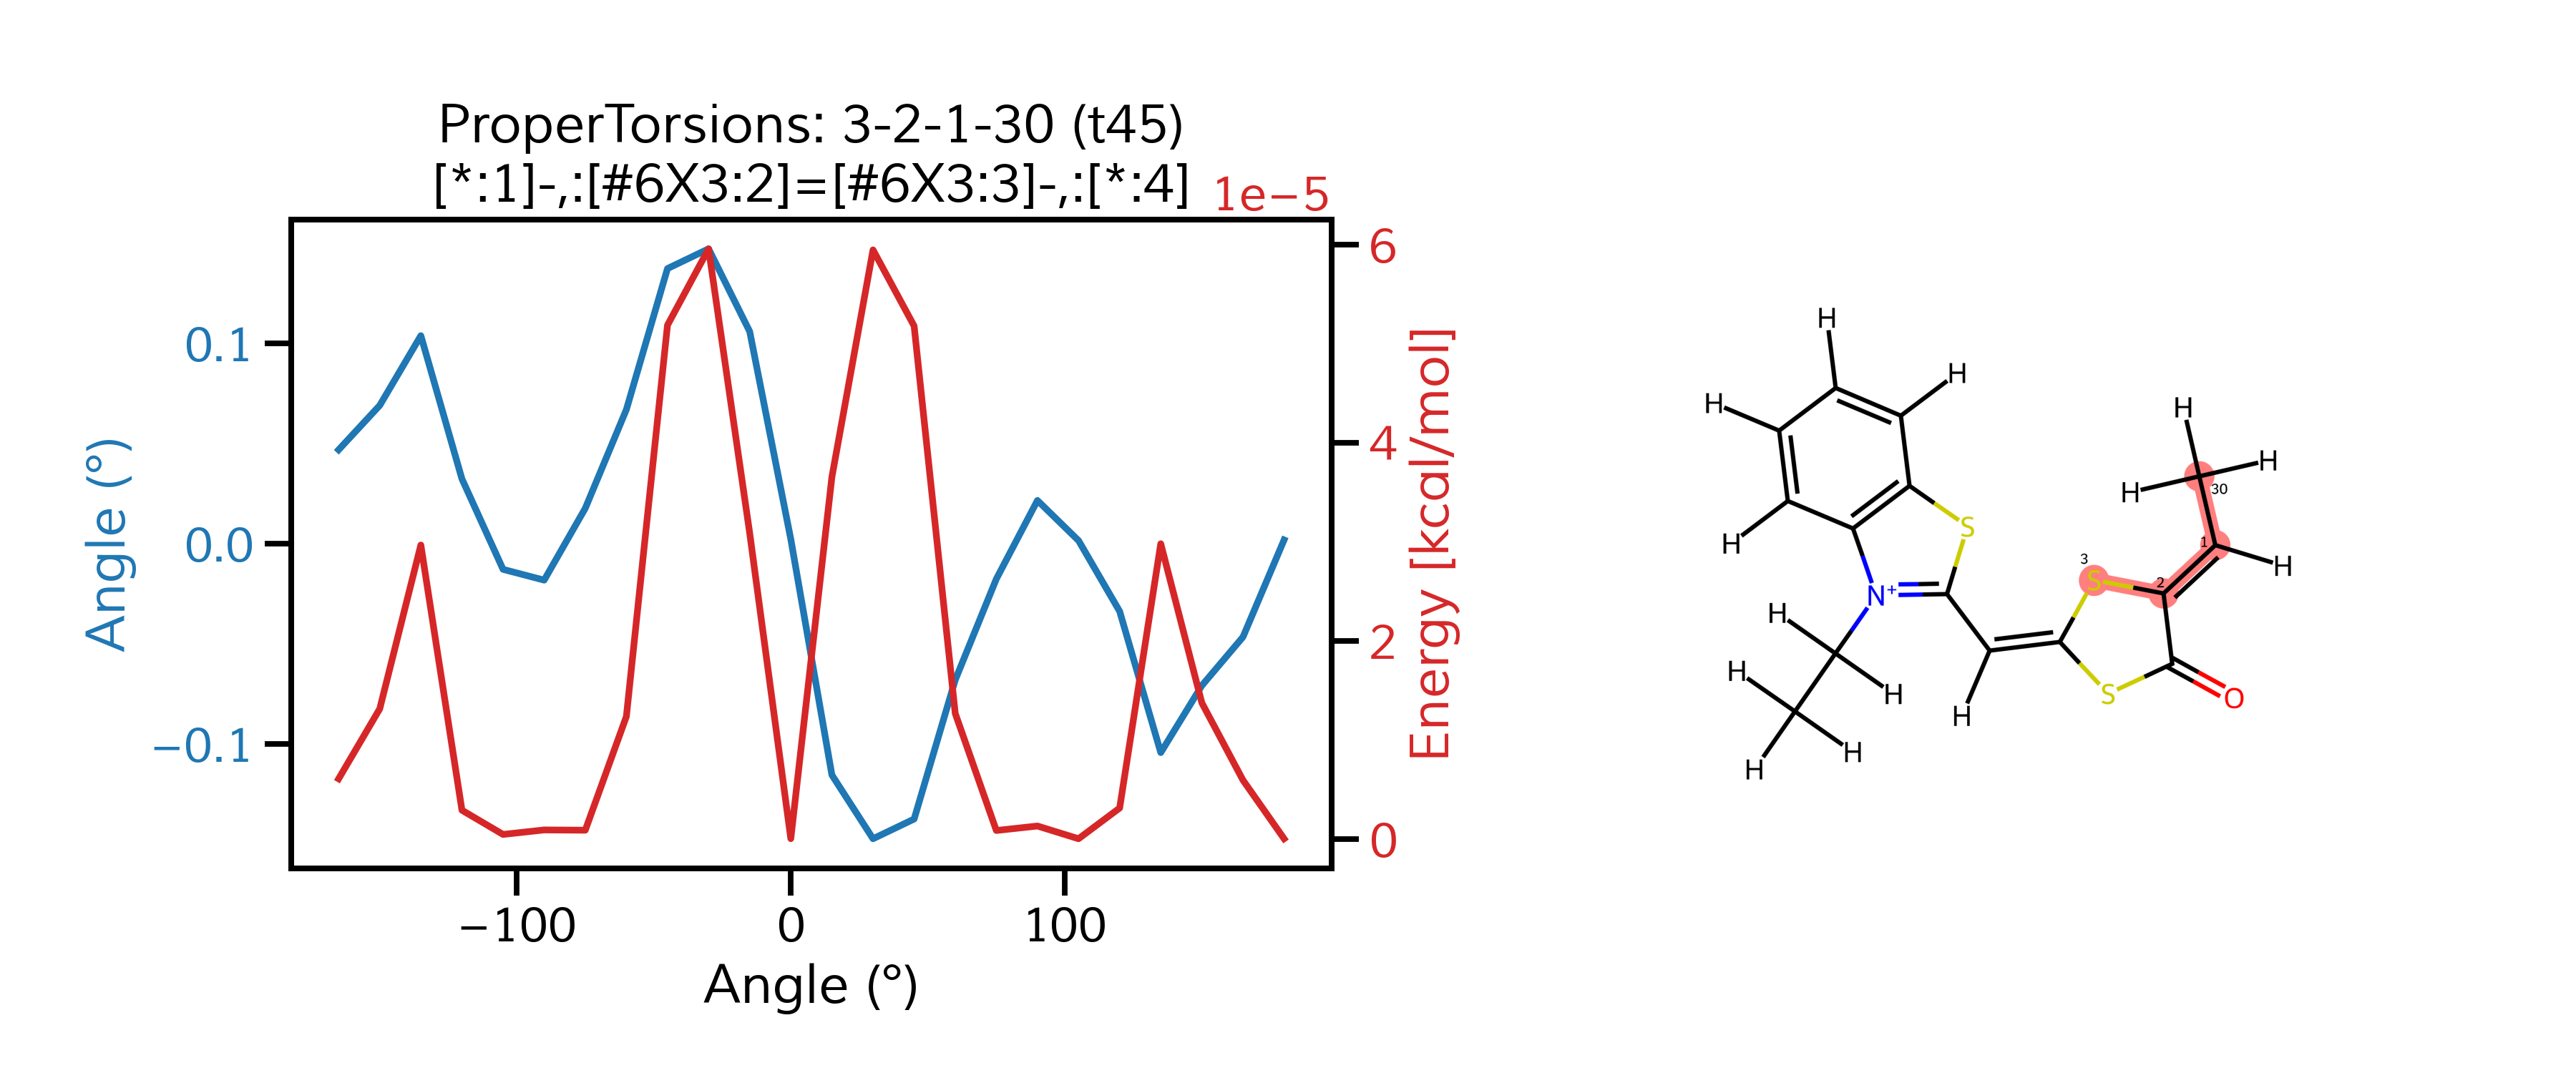 ProperTorsions: 3-2-1-30 (t45)
[*:1]-,:[#6X3:2]=[#6X3:3]-,:[*:4]
1e−5
0.1
0.0
−0.1
Angle (°)
6
4
2
0
Energy [kcal/mol]
−100
0
100
Angle (°)
H
H
H
H
H
H
H
H
30
S
1
H
3
S
2
N+
H
H
H
S
O
H
H
H